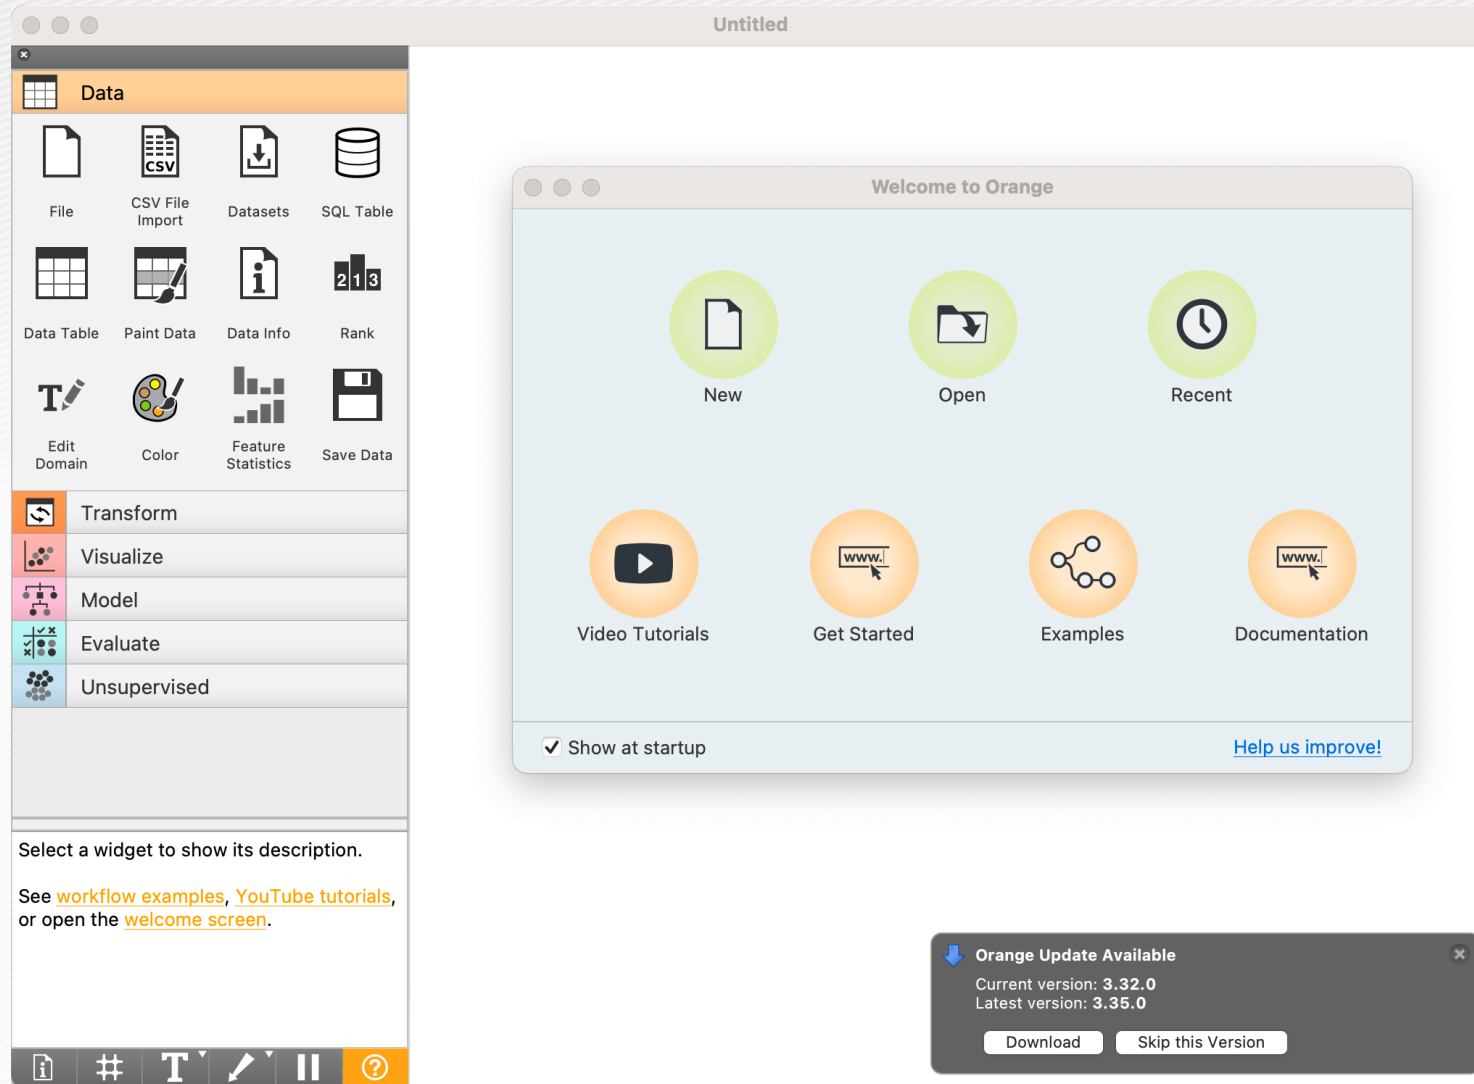 Untitled
Data
CSV
File
CSV File
Import
Datasets
SQL Table
2 1 3
Data Table
Paint Data
Data Info
Rank
T
Edit
Domain
Color
Feature
Statistics
Save Data
Transform
Visualize
Model
Evaluate
Unsupervised
Select a widget to show its description.
See workflow examples, YouTube tutorials,
or open the welcome screen.
T
?
Welcome to Orange
New
Open
Recent
www.
www.
Video Tutorials
Get Started
Examples
Documentation
Show at startup
Help us improve!
Orange Update Available
Current version: 3.32.0
Latest version: 3.35.0
Download
Skip this Version